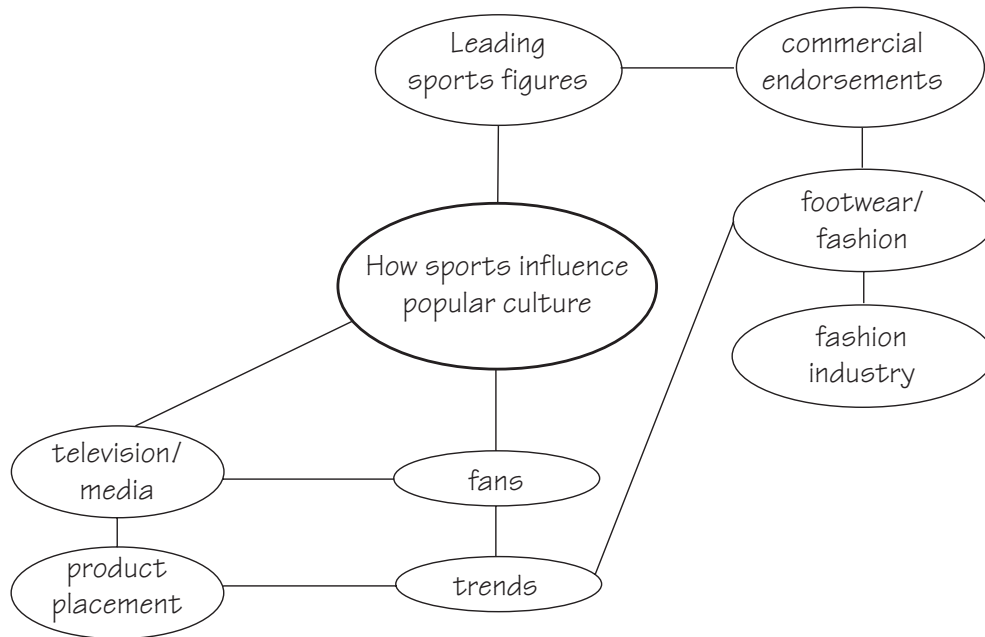 Leading
sports figures
commercial
endorsements
footwear/
fashion
How sports influence
popular culture
fashion
industry
television/
media
fans
product
placement
trends